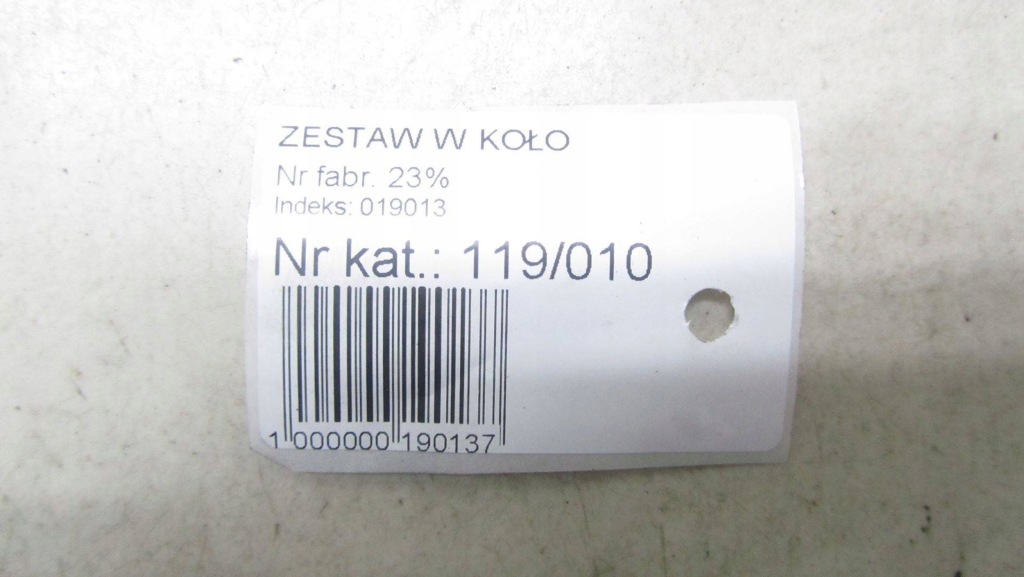 ZESTAW W KOŁO
Nr fabr. 23%
Indeks: 019013
Nr kat.: 119/010
1 000000 190137